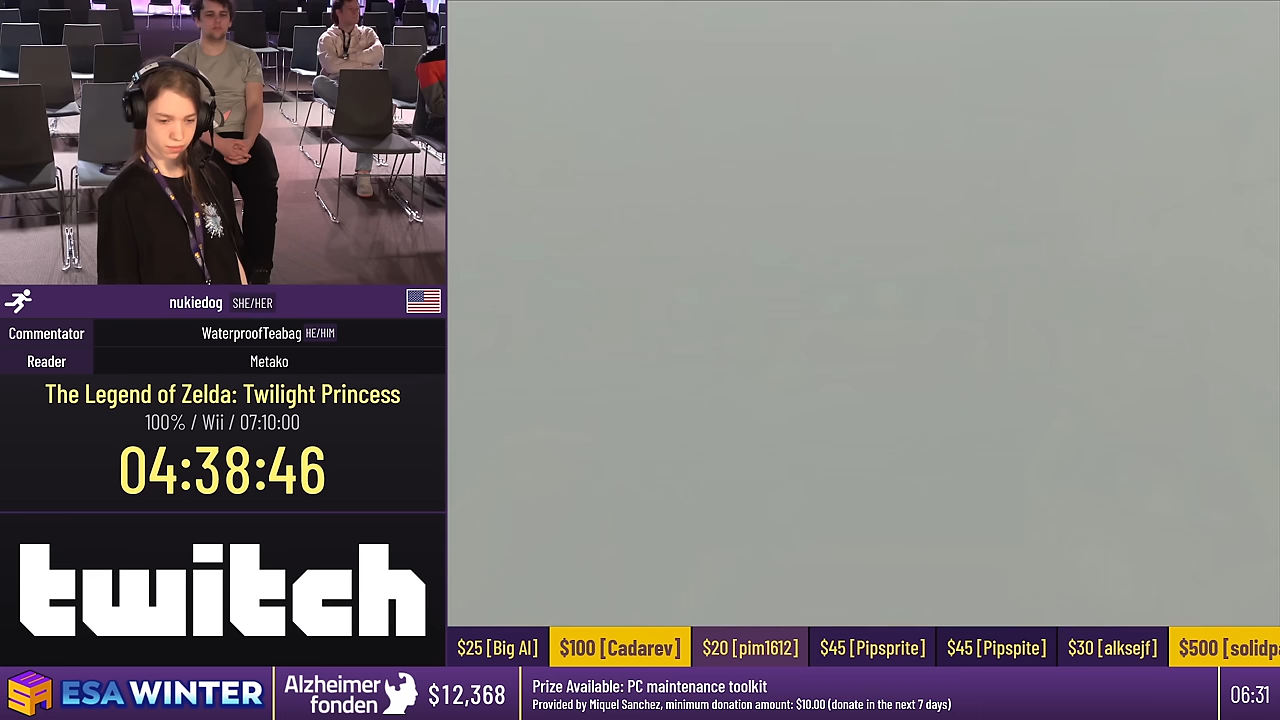 nukiedog SHE/HER
Commentator WaterproofTeabag HE/HIM
Reader Metako
The Legend of Zelda: Twilight Princess
100% / Wii / 07:10:00
04:38:46
twitch
$25 [Big Al] $100 [Cadarev] $20 [pim1612] $45 [Pipsprite] $45 [Pipspite] $30 [alksejf] $500 [solidpa
ESA WINTER
Alzheimer
fonden
$12,368
Prize Available: PC maintenance toolkit
Provided by Miquel Sanchez, minimum donation amount: $10.00 (donate in the next 7 days)
06:31